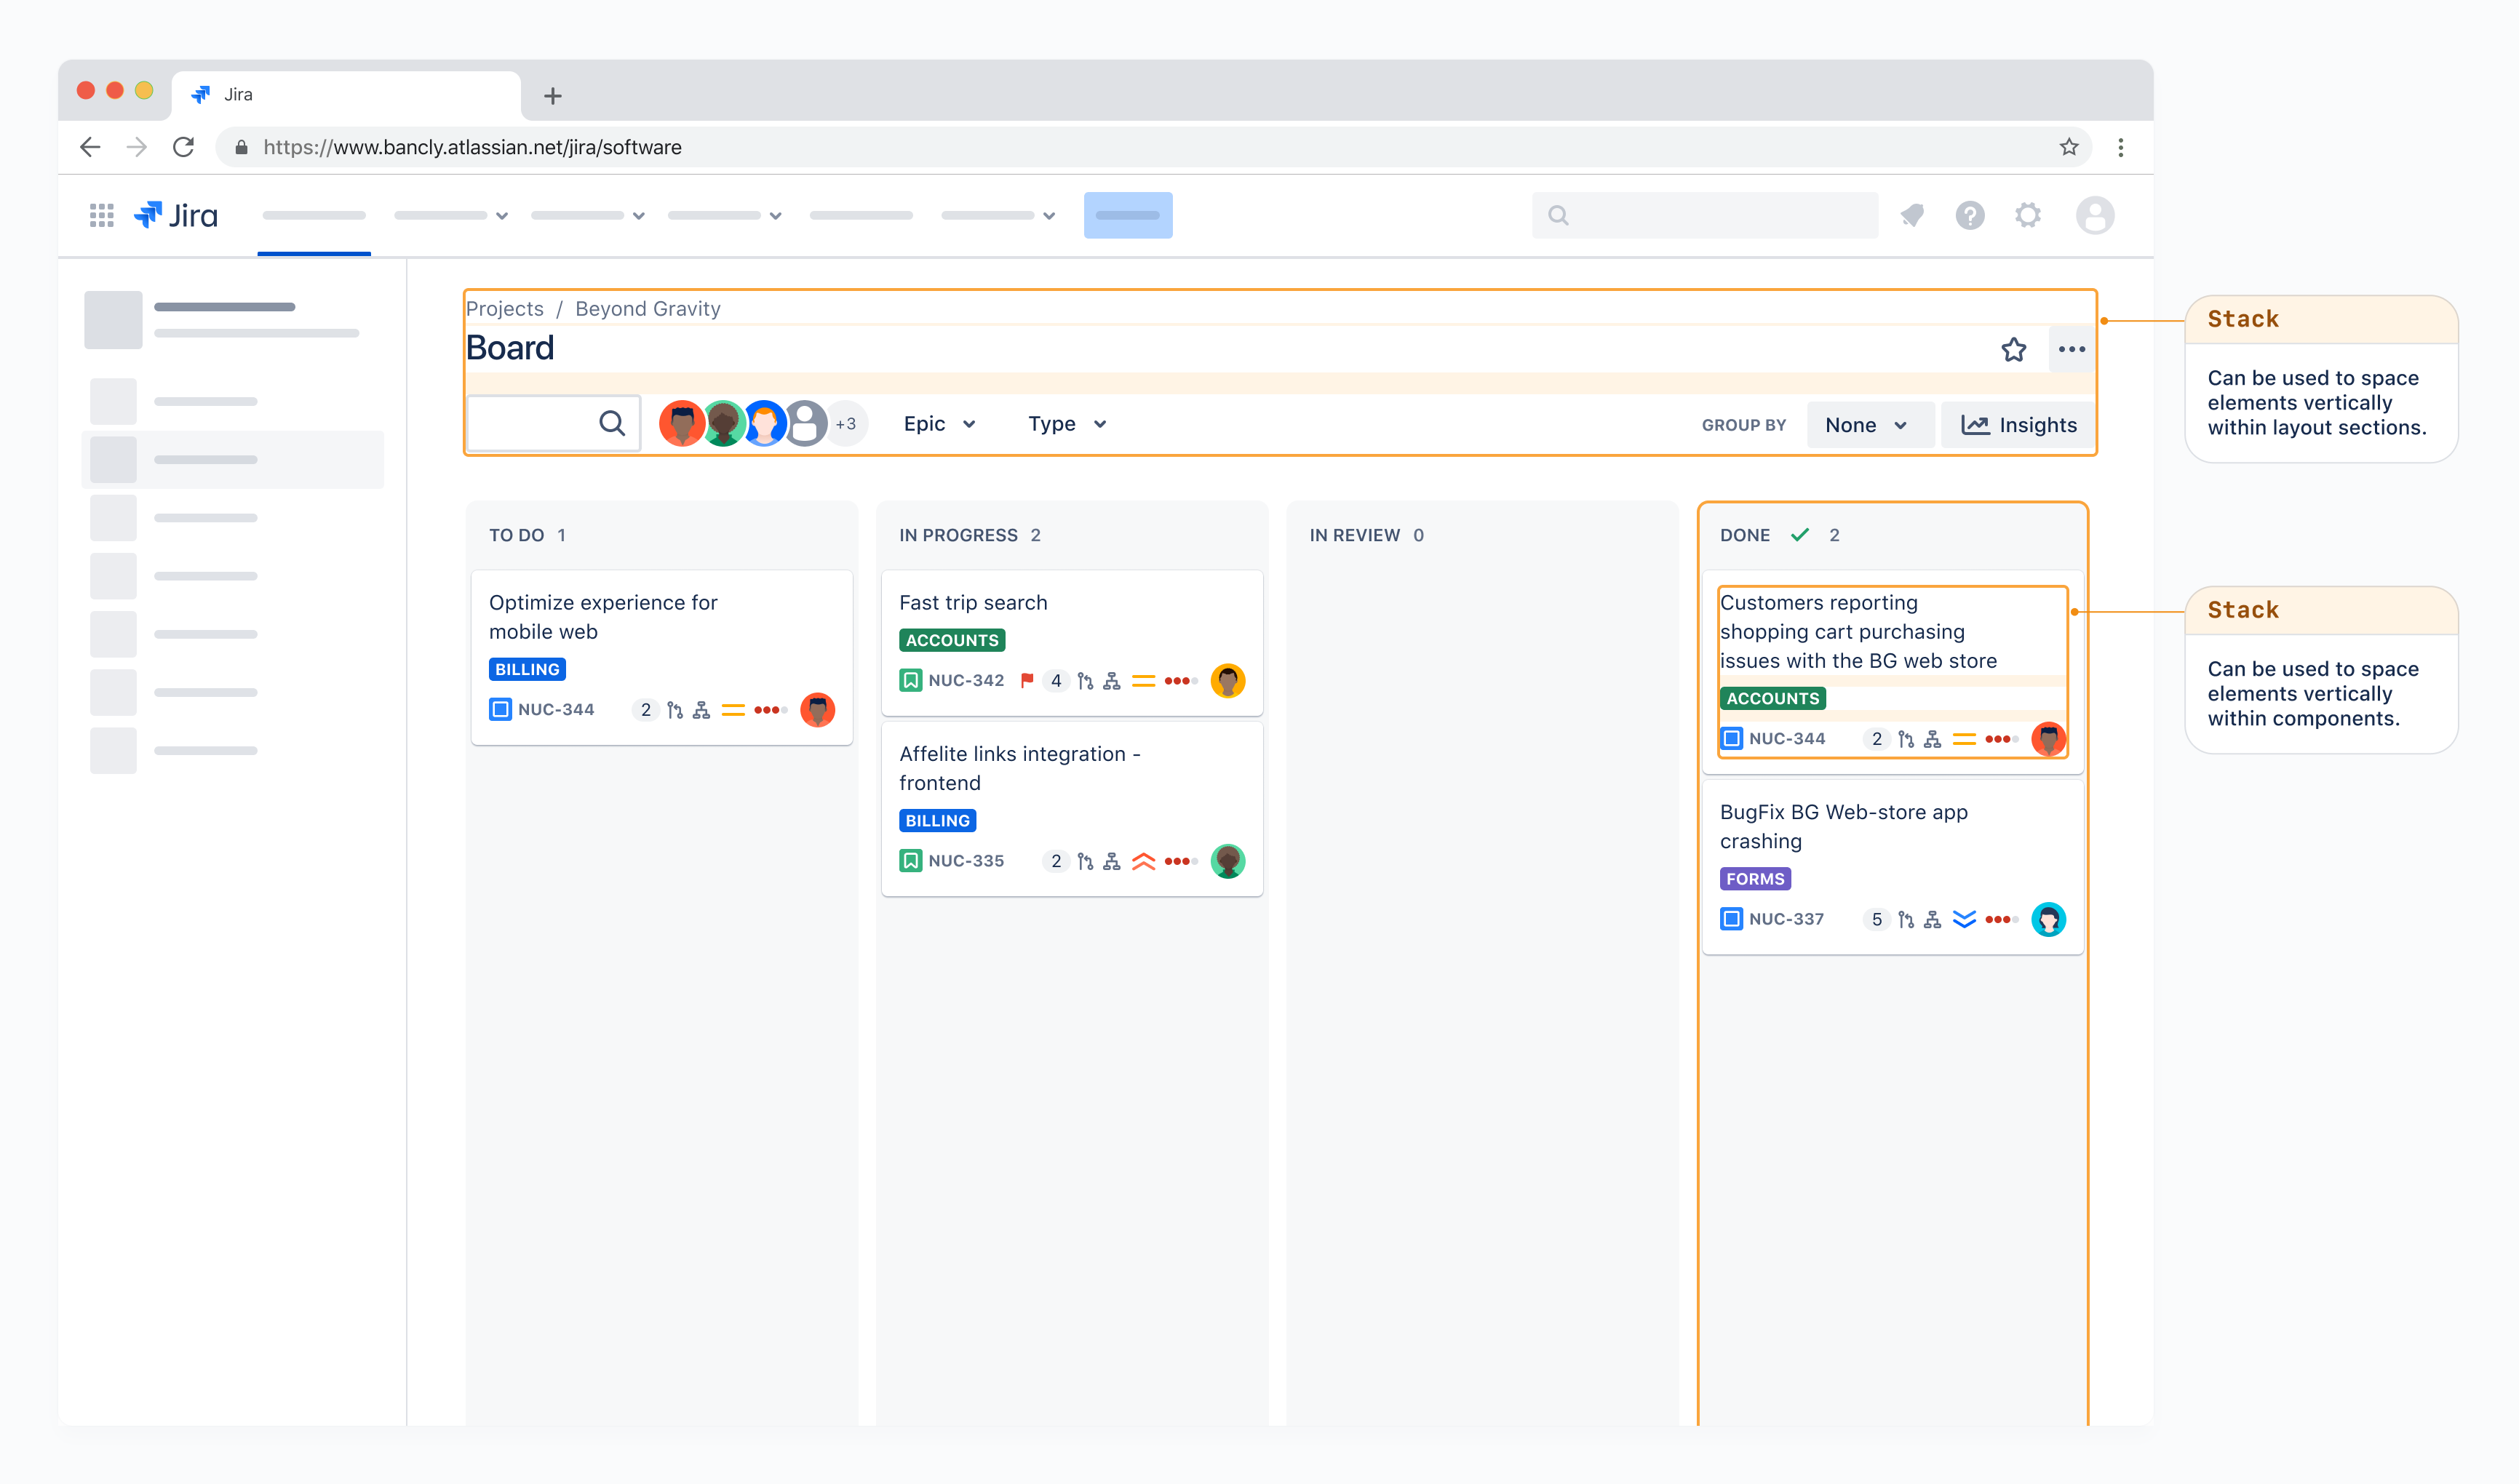 Jira
https://www.bancly.atlassian.net/jira/software
Jira
Projects / Beyond Gravity
Board
+3
Epic
Type
GROUP BY
None
Insights
TO DO 1
Optimize experience for
mobile web
BILLING
NUC-344
2
IN PROGRESS 2
Fast trip search
ACCOUNTS
NUC-342
4
Affelite links integration -
frontend
BILLING
NUC-335
2
IN REVIEW 0
DONE 2
Customers reporting
shopping cart purchasing
issues with the BG web store
ACCOUNTS
NUC-344
2
BugFix BG Web-store app
crashing
FORMS
NUC-337
5
Stack
Can be used to space
elements vertically
within layout sections.
Stack
Can be used to space
elements vertically
within components.